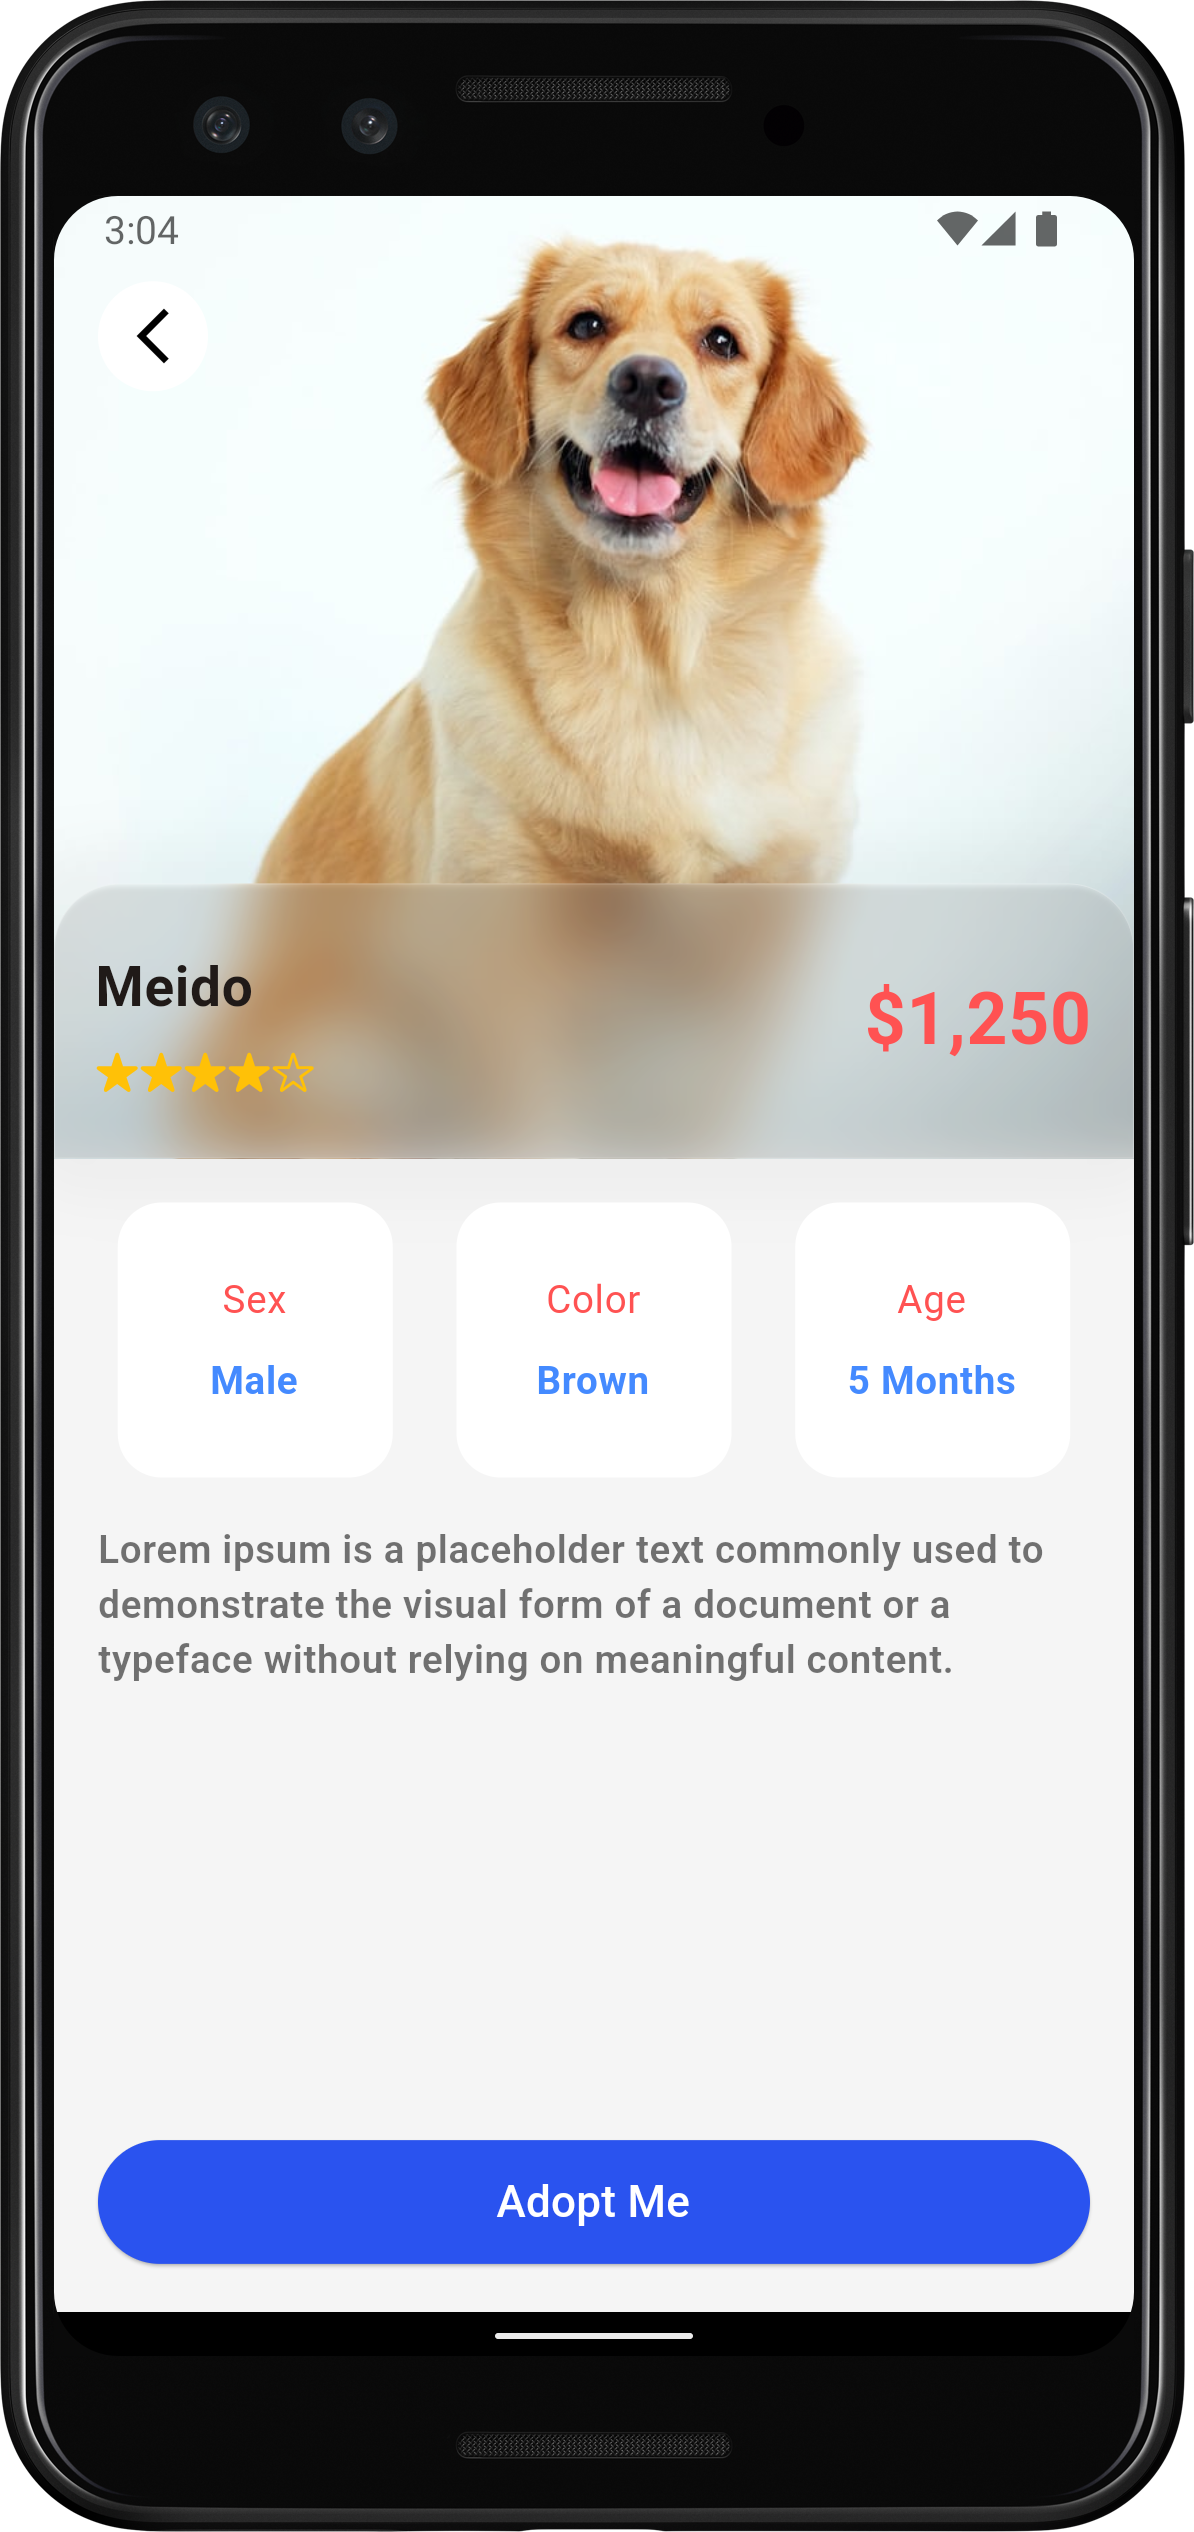 3:04
Meido
$1,250
Sex
Color
Age
Male
Brown
5 Months
Lorem ipsum is a placeholder text commonly used to
demonstrate the visual form of a document or a
typeface without relying on meaningful content.
Adopt Me